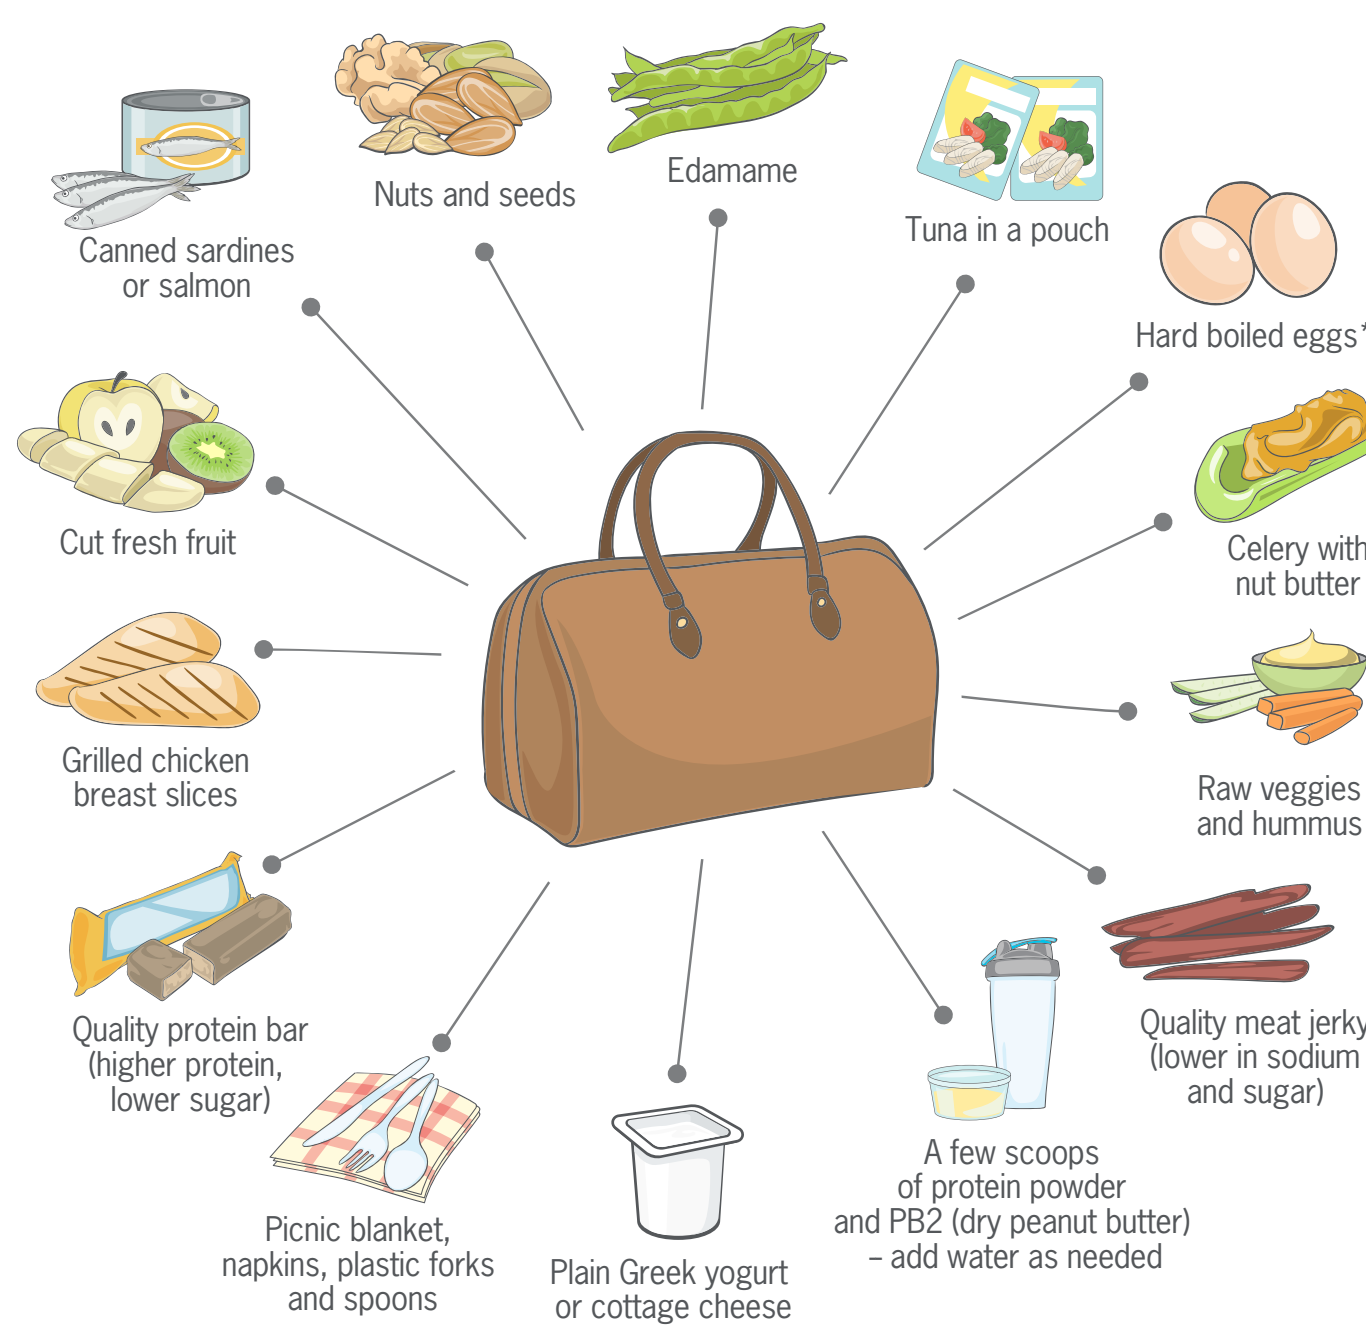 Nuts and seeds
Edamame
Tuna in a pouch
Canned sardines
or salmon
Hard boiled eggs*
Cut fresh fruit
Celery with
nut butter
Grilled chicken
breast slices
Raw veggies
and hummus
Quality protein bar
(higher protein,
lower sugar)
Quality meat jerky
(lower in sodium
and sugar)
Picnic blanket,
napkins, plastic forks
and spoons
Plain Greek yogurt
or cottage cheese
A few scoops
of protein powder
and PB2 (dry peanut butter)
– add water as needed